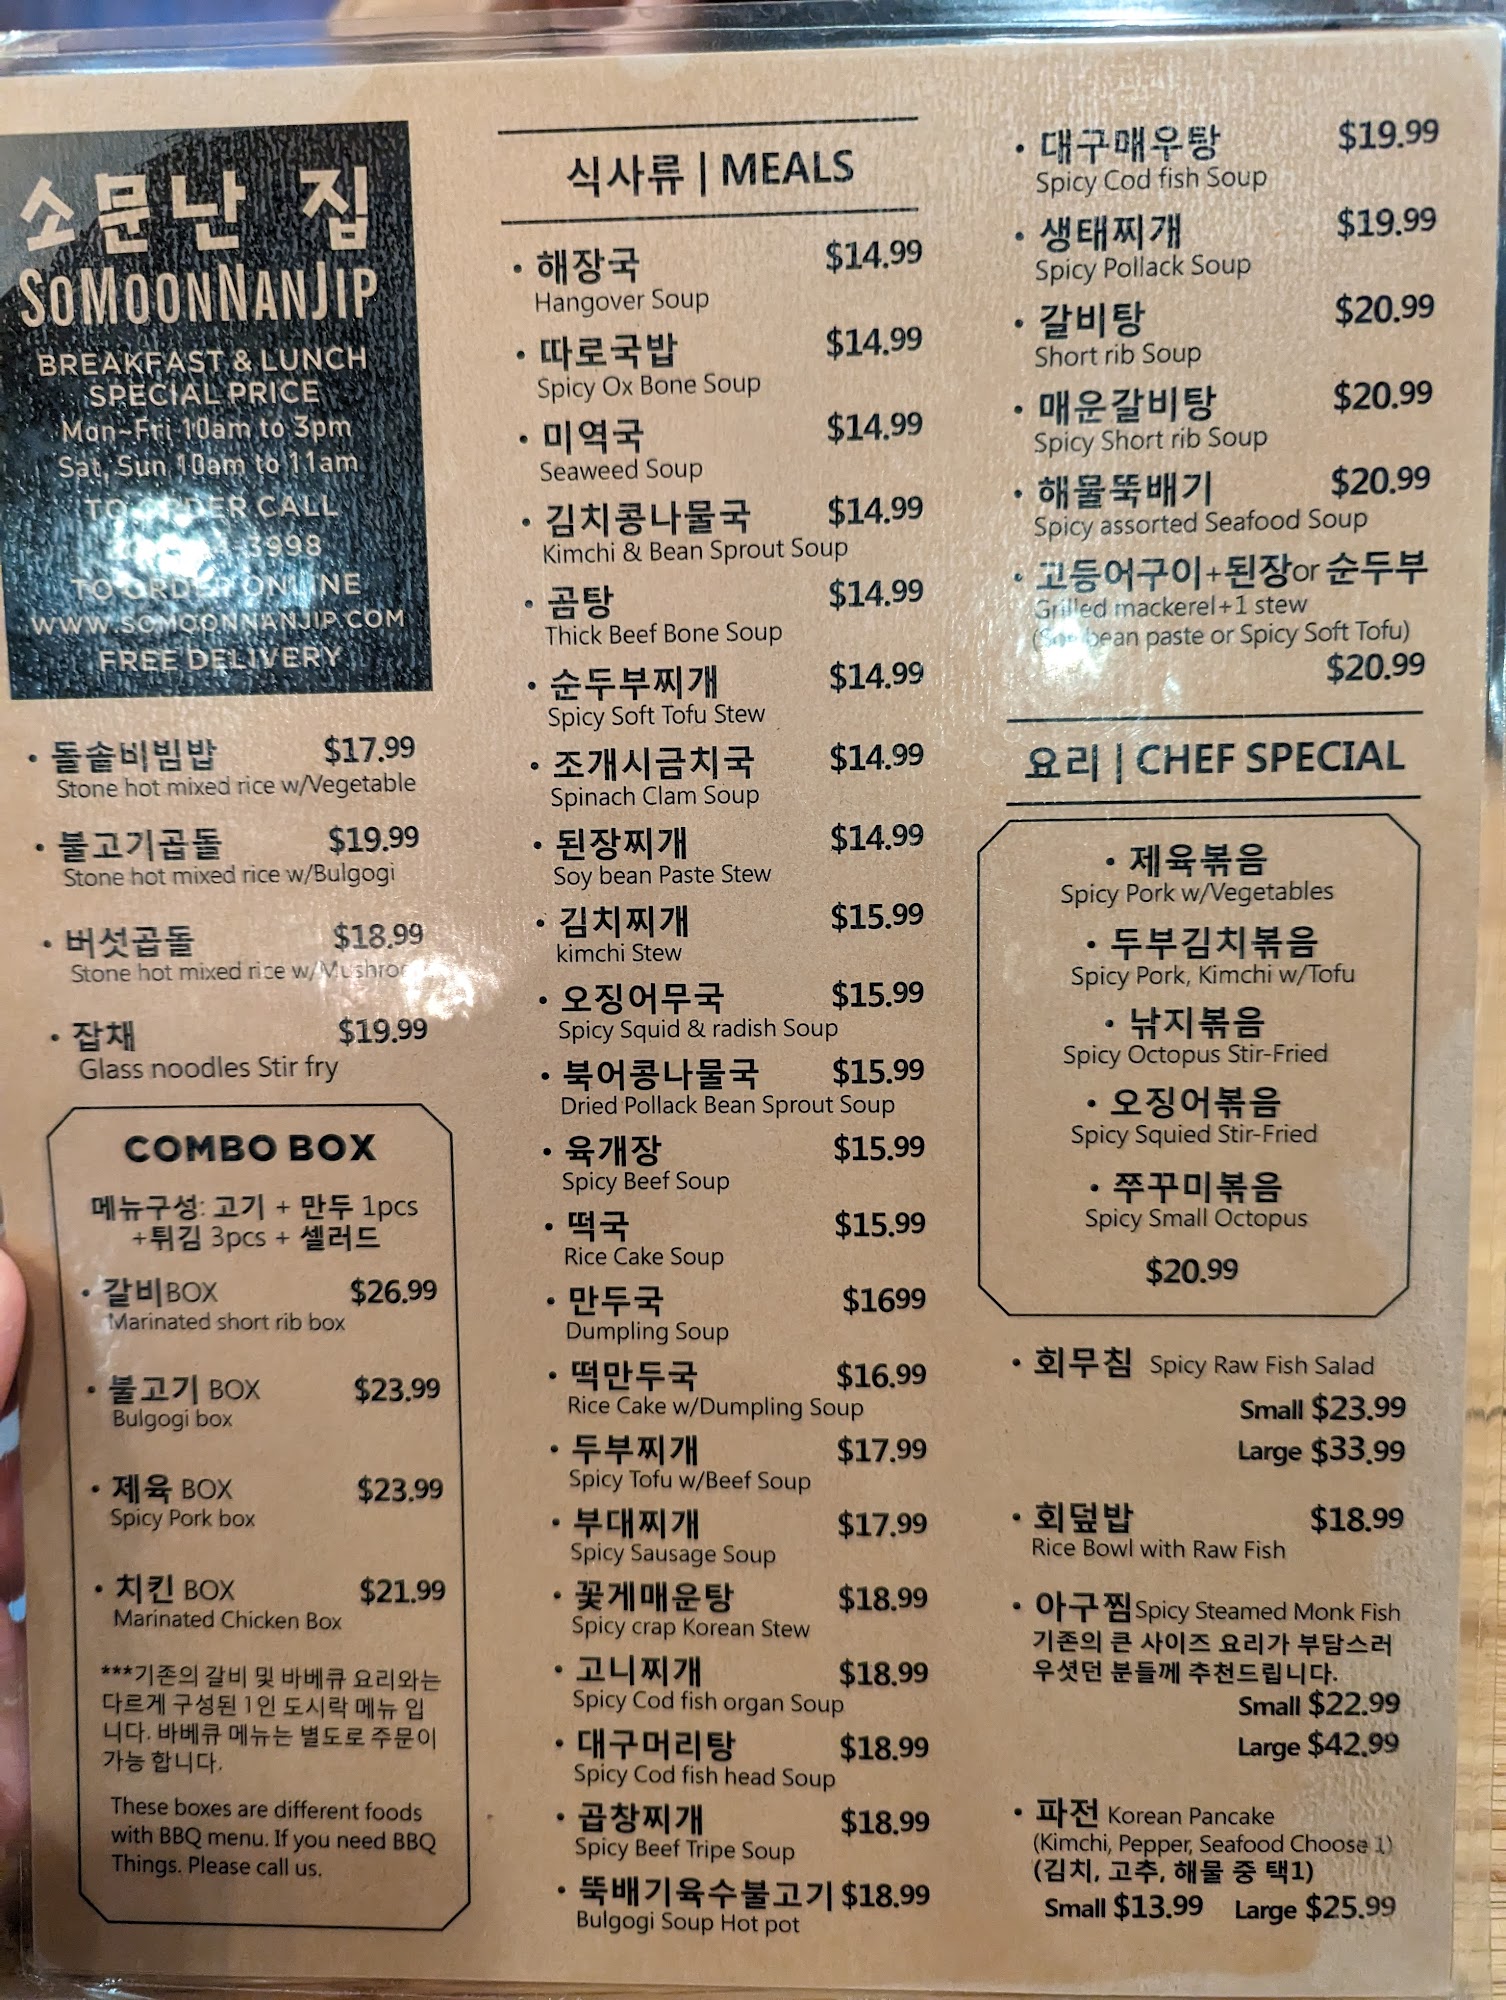 소문난 집
SOMOONNANJIP
BREAKFAST & LUNCH
SPECIAL PRICE
Mon~Fri 10am to 3pm
Sat, Sun 10am to 11am
TO ORDER CALL
3998
TO ORDER ONLINE
WWW.SOMOONNANJIP.COM
FREE DELIVERY
• 돌솥비빔밥 $17.99
Stone hot mixed rice w/Vegetable
• 불고기곱돌 $19.99
Stone hot mixed rice w/Bulgogi
• 버섯곱돌 $18.99
Stone hot mixed rice w/
• 잡채 $19.99
Glass noodles Stir fry
COMBO BOX
메뉴구성: 고기 + 만두 1pcs
+튀김 3pcs + 샐러드
• 갈비BOX $26.99
Marinated short rib box
• 불고기 BOX $23.99
Bulgogi box
• 제육 BOX $23.99
Spicy Pork box
• 치킨 BOX $21.99
Marinated Chicken Box
***기존의 갈비 및 바베큐 요리와는
다르게 구성된 1인 도시락 메뉴 입
니다. 바베큐 메뉴는 별도로 주문이
가능 합니다.
These boxes are different foods
with BBQ menu. If you need BBQ
Things. Please call us.
식사류 | MEALS
• 해장국 $14.99
Hangover Soup
• 따로국밥 $14.99
Spicy Ox Bone Soup
• 미역국 $14.99
Seaweed Soup
• 김치콩나물국 $14.99
Kimchi & Bean Sprout Soup
• 곰탕 $14.99
Thick Beef Bone Soup
• 순두부찌개 $14.99
Spicy Soft Tofu Stew
• 조개시금치국 $14.99
Spinach Clam Soup
• 된장찌개 $14.99
Soy bean Paste Stew
• 김치찌개 $15.99
kimchi Stew
• 오징어무국 $15.99
Spicy Squid & radish Soup
• 북어콩나물국 $15.99
Dried Pollack Bean Sprout Soup
• 육개장 $15.99
Spicy Beef Soup
• 떡국 $15.99
Rice Cake Soup
• 만두국 $1699
Dumpling Soup
• 떡만두국 $16.99
Rice Cake w/Dumpling Soup
• 두부찌개 $17.99
Spicy Tofu w/Beef Soup
• 부대찌개 $17.99
Spicy Sausage Soup
• 꽃게매운탕 $18.99
Spicy crap Korean Stew
• 고니찌개 $18.99
Spicy Cod fish organ Soup
• 대구머리탕 $18.99
Spicy Cod fish head Soup
• 곱창찌개 $18.99
Spicy Beef Tripe Soup
• 뚝배기육수불고기 $18.99
Bulgogi Soup Hot pot
• 대구매우탕 $19.99
Spicy Cod fish Soup
• 생태찌개 $19.99
Spicy Pollack Soup
• 갈비탕 $20.99
Short rib Soup
• 매운갈비탕 $20.99
Spicy Short rib Soup
• 해물뚝배기 $20.99
Spicy assorted Seafood Soup
• 고등어구이+된장or 순두부
Grilled mackerel+1 stew
(Soy bean paste or Spicy Soft Tofu)
$20.99
요리 | CHEF SPECIAL
• 제육볶음
Spicy Pork w/Vegetables
• 두부김치볶음
Spicy Pork, Kimchi w/Tofu
• 낚지볶음
Spicy Octopus Stir-Fried
• 오징어볶음
Spicy Squied Stir-Fried
• 쭈꾸미볶음
Spicy Small Octopus
$20.99
• 회무침 Spicy Raw Fish Salad
Small $23.99
Large $33.99
• 회덮밥 $18.99
Rice Bowl with Raw Fish
• 아구찜Spicy Steamed Monk Fish
기존의 큰 사이즈 요리가 부담스러
우셧던 분들께 추천드립니다.
Small $22.99
Large $42.99
• 파전 Korean Pancake
(Kimchi, Pepper, Seafood Choose 1)
(김치, 고추, 해물 중 택1)
Small $13.99 Large $25.99